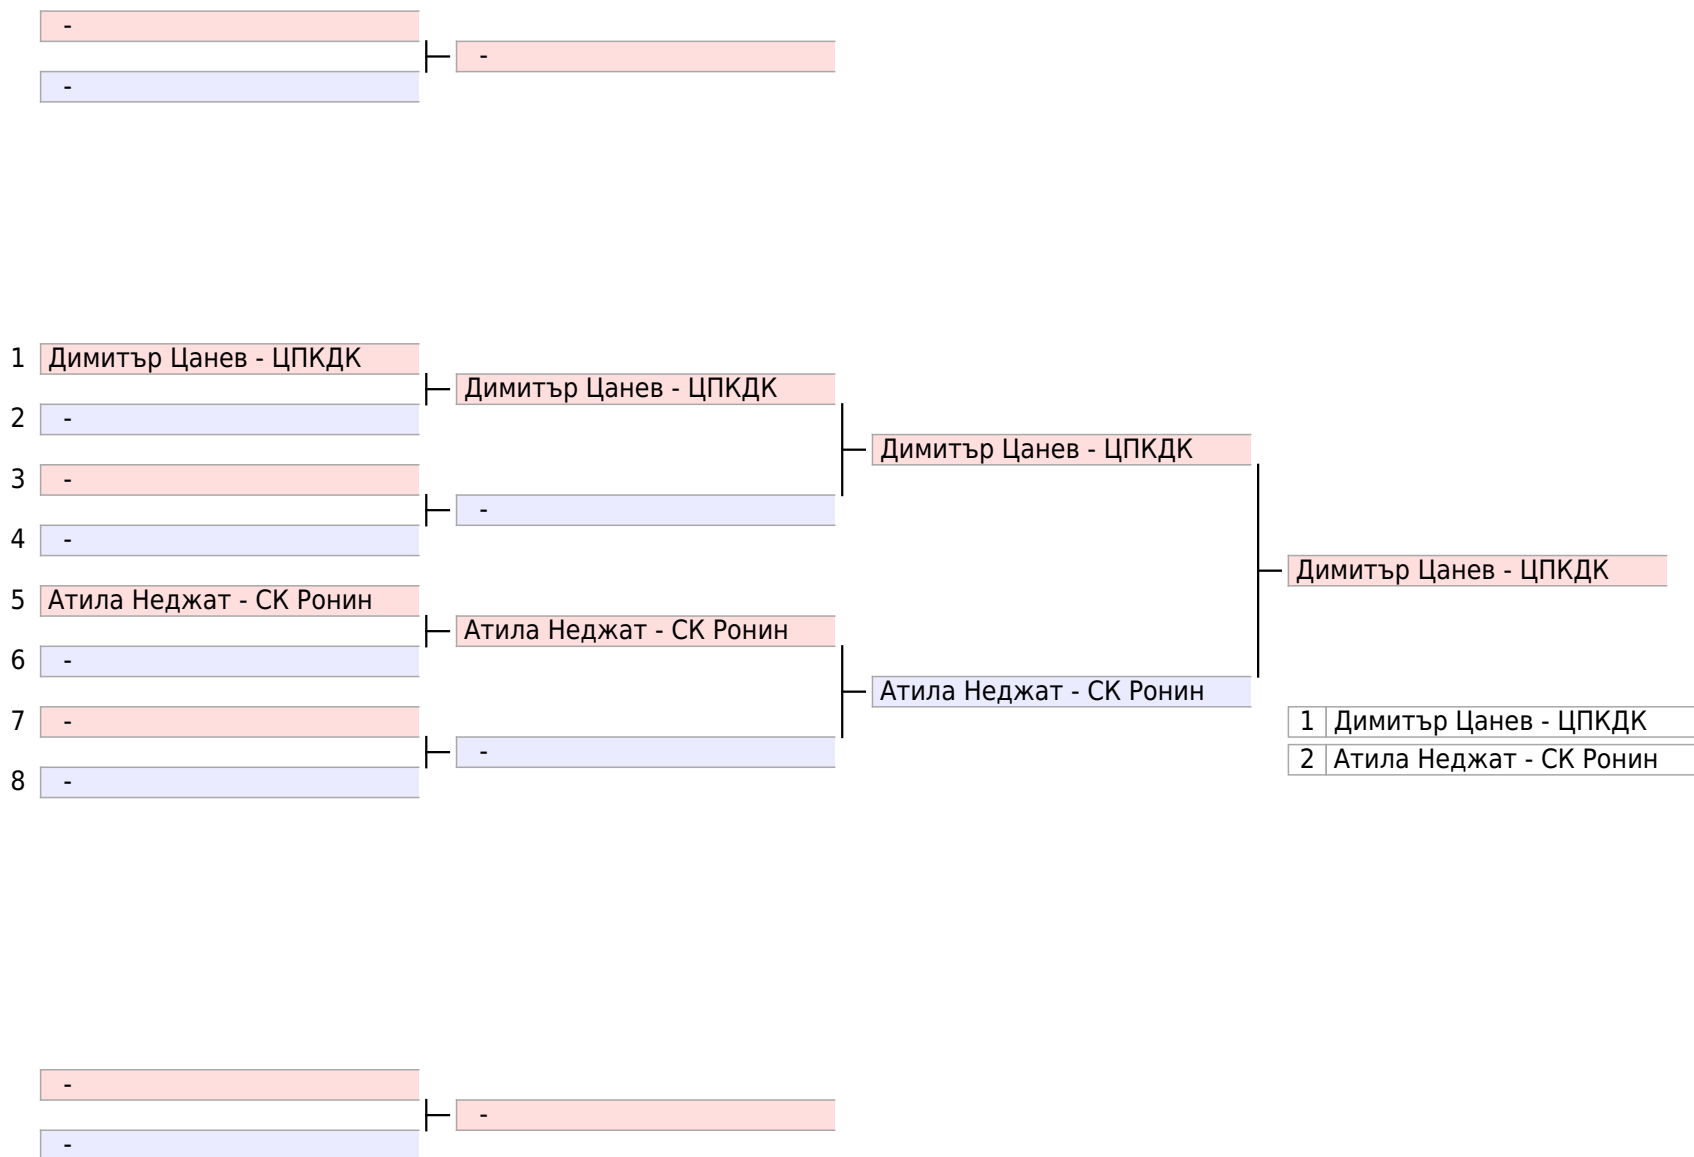 -
-
-
1 Димитър Цанев - ЦПКДК
Димитър Цанев - ЦПКДК
2 -
Димитър Цанев - ЦПКДК
3 -
-
4 -
Димитър Цанев - ЦПКДК
5 Атила Неджат - СК Ронин
Атила Неджат - СК Ронин
6 -
Атила Неджат - СК Ронин
7 -
1 Димитър Цанев - ЦПКДК
-
2 Атила Неджат - СК Ронин
8 -
-
-
-